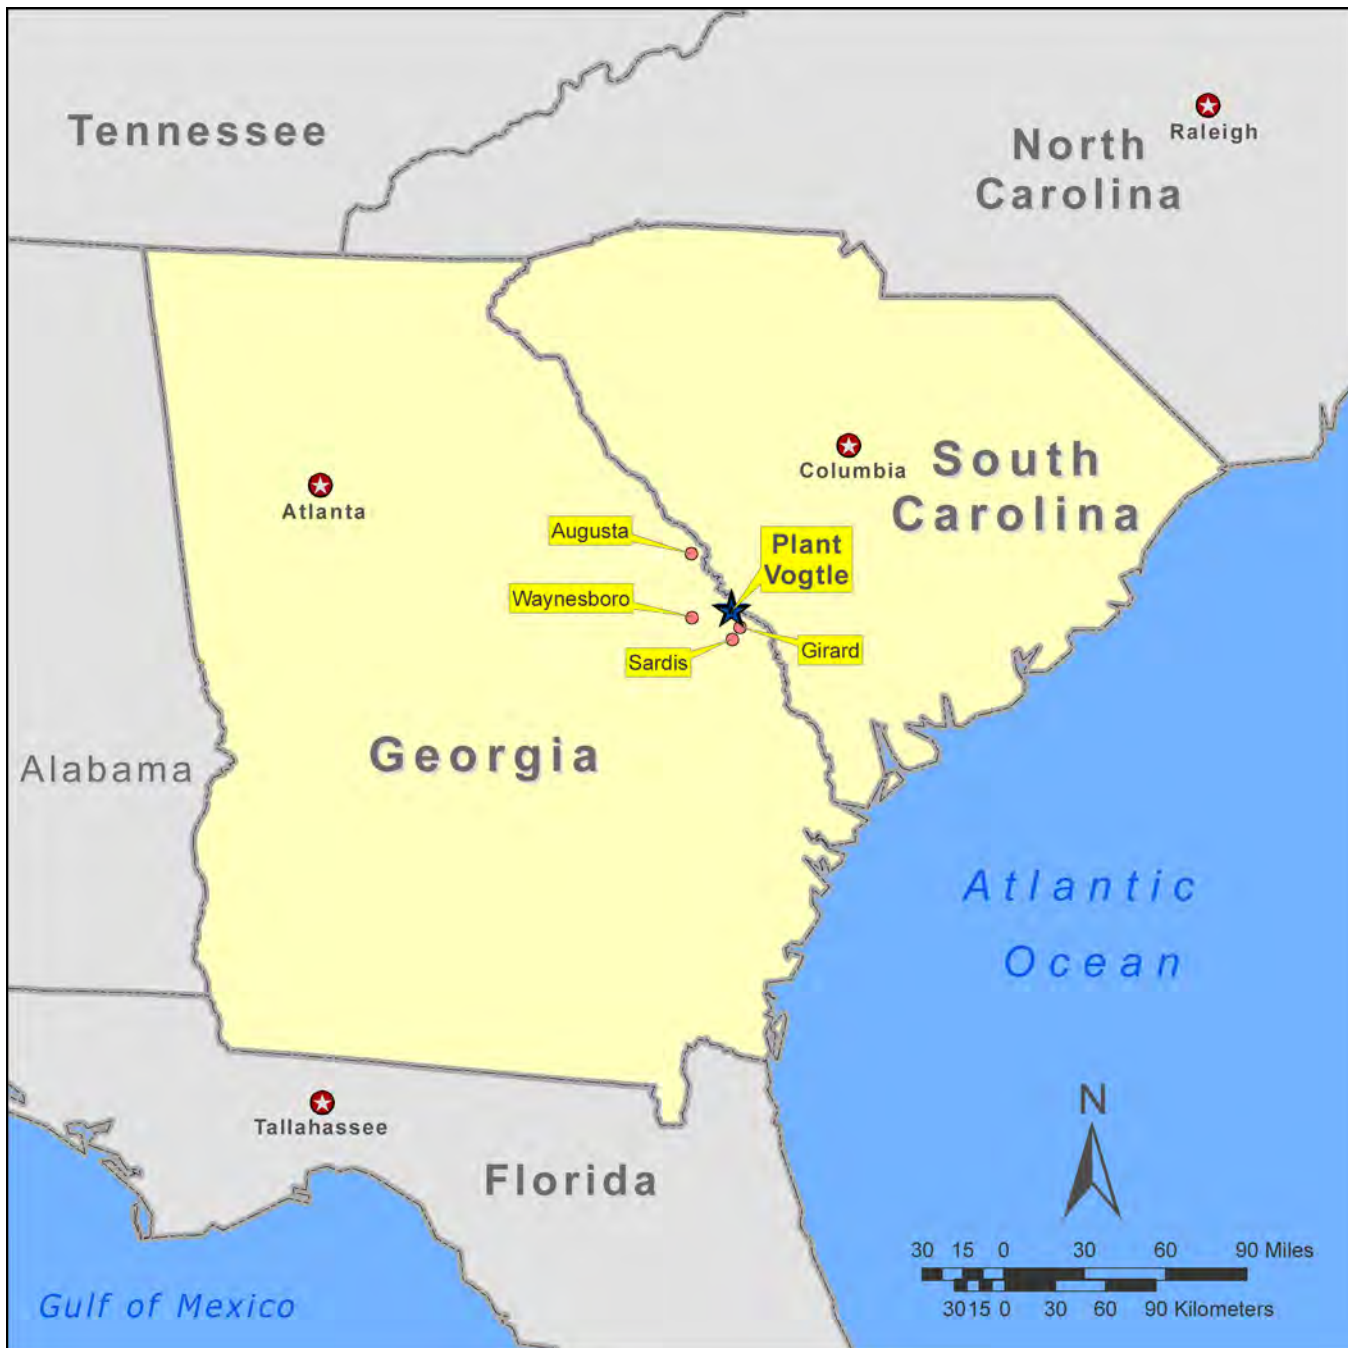 Tennessee
North
Carolina
Raleigh
Columbia
South
Carolina
Atlanta
Augusta
Plant
Vogtle
Waynesboro
Sardis
Girard
Georgia
Alabama
Atlantic
Ocean
Tallahassee
Florida
Gulf of Mexico
N
30 15 0 30 60 90 Miles
30 15 0 30 60 90 Kilometers